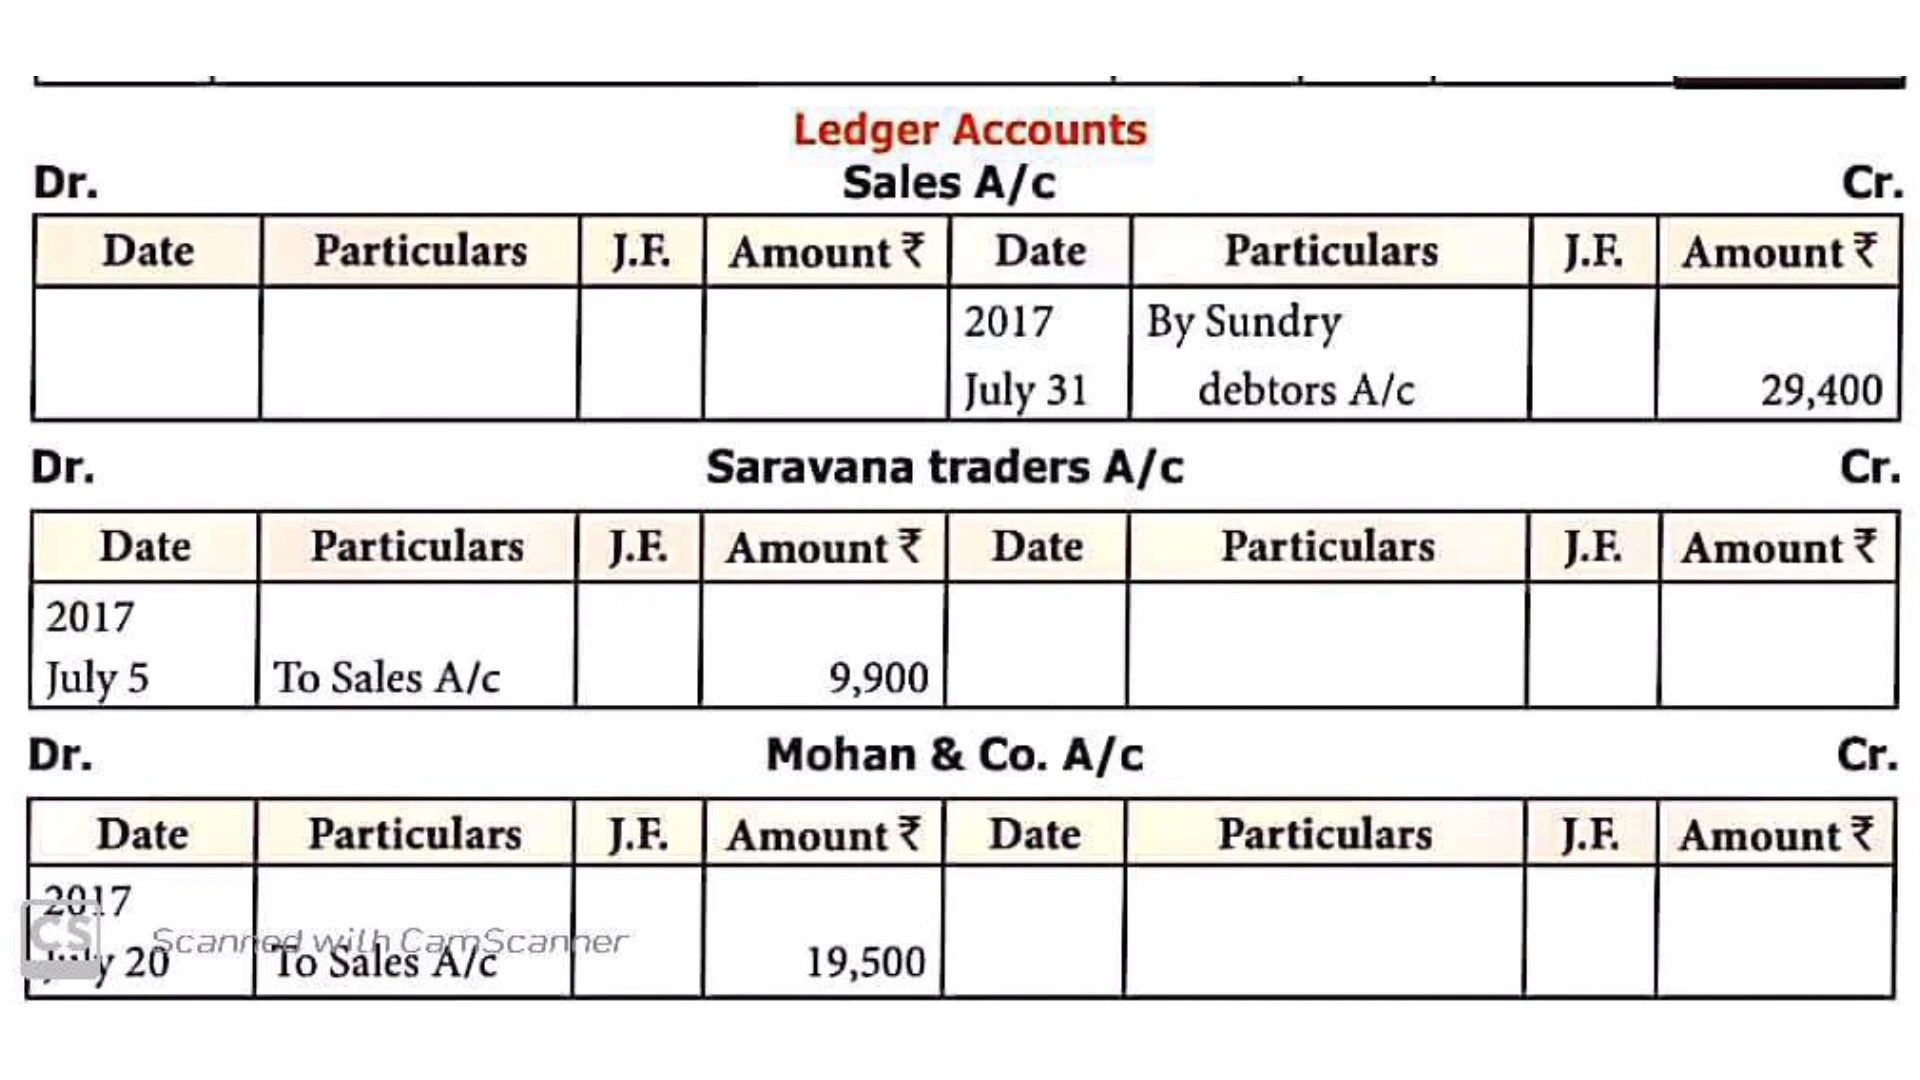 Ledger Accounts
Dr. Sales A/c Cr.
Date Particulars J.F. Amount ₹ Date Particulars J.F. Amount ₹
2017 By Sundry
July 31 debtors A/c 29,400
Dr. Saravana traders A/c Cr.
Date Particulars J.F. Amount ₹ Date Particulars J.F. Amount ₹
2017
July 5 To Sales A/c 9,900
Dr. Mohan & Co. A/c Cr.
Date Particulars J.F. Amount ₹ Date Particulars J.F. Amount ₹
2017
CS Scanned with CamScanner
July 20 To Sales A/c 19,500